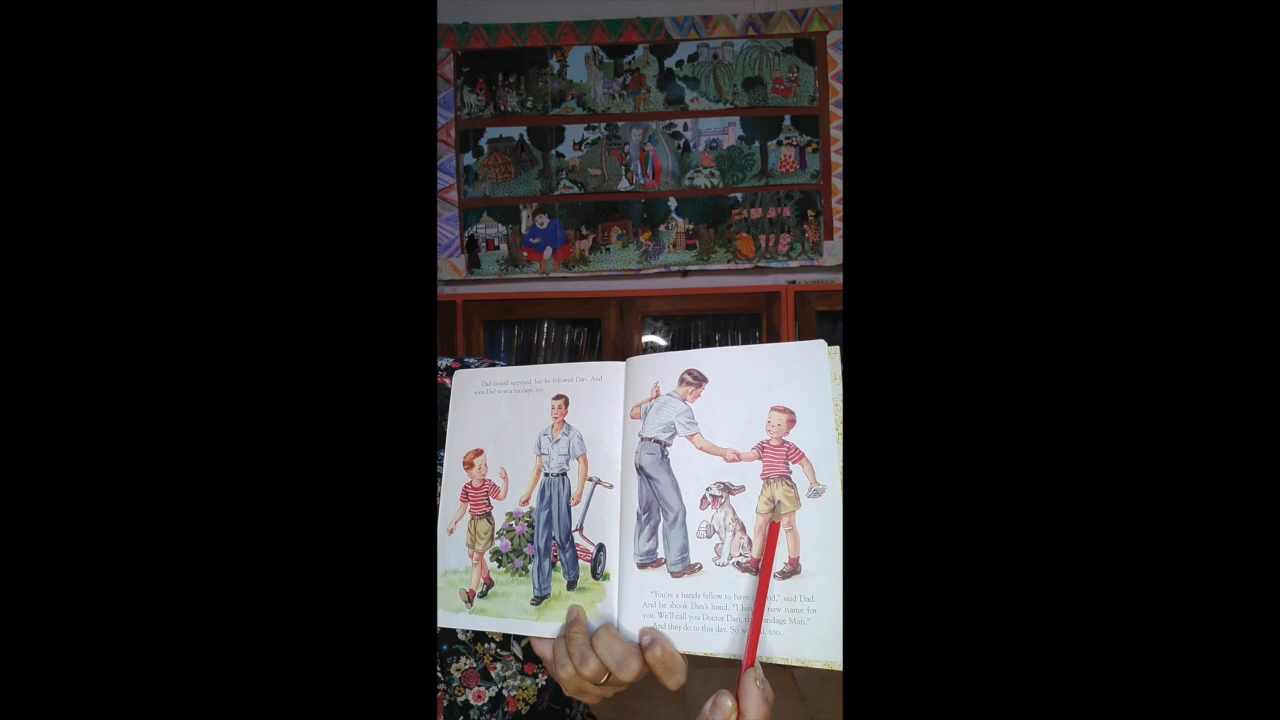 Dad looked surprised, but he followed Dan. And
soon Dad wore a bandage, too.
"You're a handy fellow to have said Dad.
And he shook Dan's hand. "I have new name for
you. We'll call you Doctor Dan, the Bandage Man."
And they do to this day. So will too.